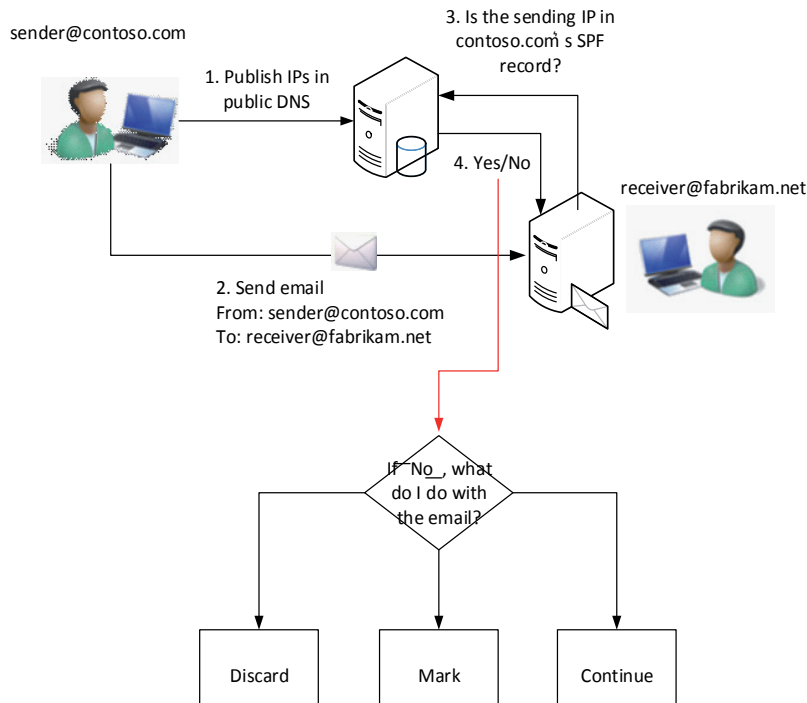 sender@contoso.com
3. Is the sending IP in
contoso.com`s SPF
record?
1. Publish IPs in
public DNS
4. Yes/No
receiver@fabrikam.net
2. Send email
From: sender@contoso.com
To: receiver@fabrikam.net
If ‾No_, what
do I do with
the email?
Discard
Mark
Continue